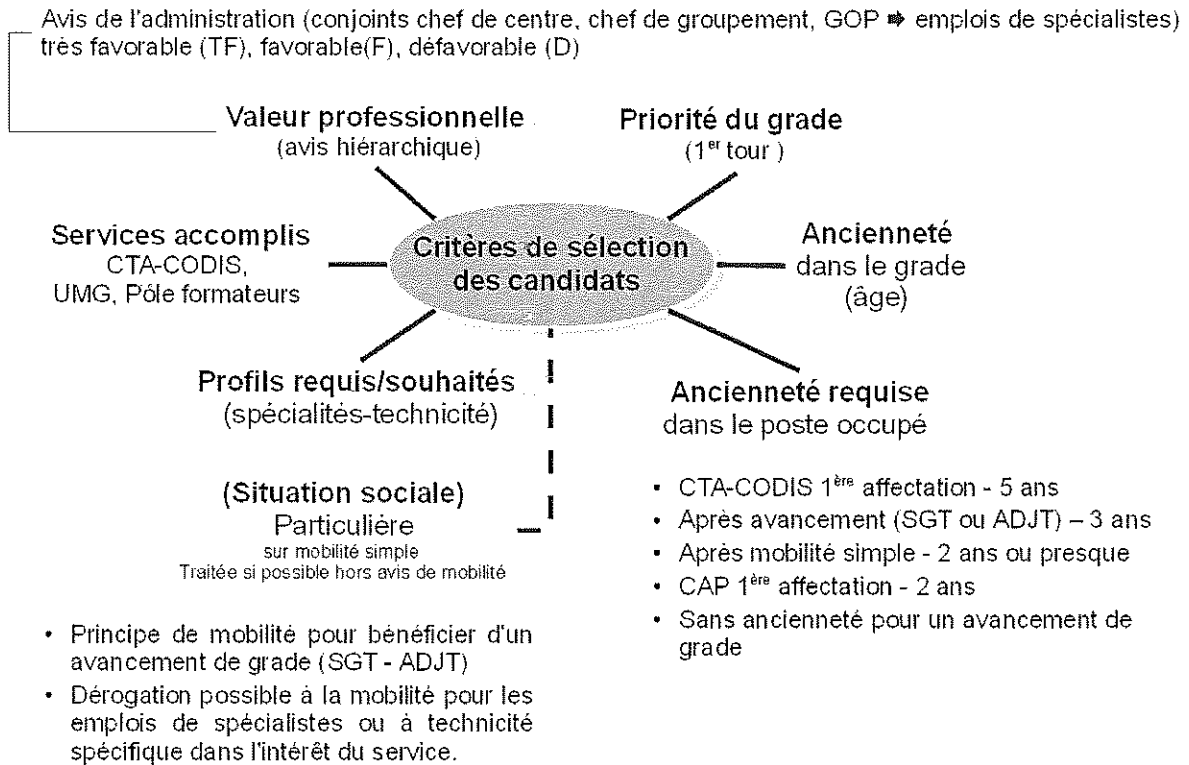 Avis de l'administration (conjoints chef de centre, chef de groupement, GOP ➠ emplois de spécialistes)
très favorable (TF), favorable(F), défavorable (D)
Valeur professionnelle
(avis hiérarchique)
Priorité du grade
(1er tour )
Services accomplis
CTA-CODIS,
UMG, Pôle formateurs
Critères de sélection
des candidats
Ancienneté
dans le grade
(âge)
Profils requis/souhaités
(spécialités-technicité)
Ancienneté requise
dans le poste occupé
(Situation sociale)
Particulière
sur mobilité simple
Traitée si possible hors avis de mobilité
• CTA-CODIS 1ère affectation - 5 ans
• Après avancement (SGT ou ADJT) – 3 ans
• Après mobilité simple - 2 ans ou presque
• CAP 1ère affectation - 2 ans
• Sans ancienneté pour un avancement de
grade
• Principe de mobilité pour bénéficier d'un
avancement de grade (SGT - ADJT)
• Dérogation possible à la mobilité pour les
emplois de spécialistes ou à technicité
spécifique dans l'intérêt du service.